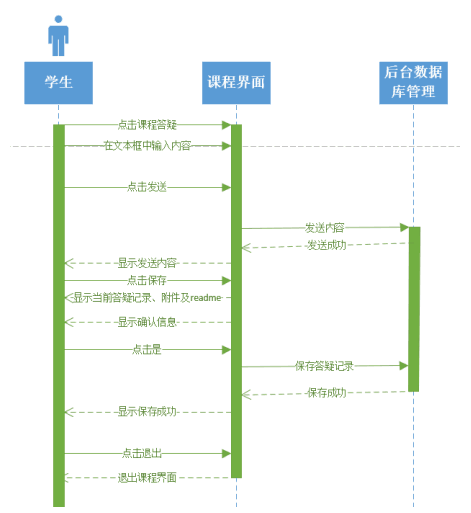 学生
课程界面
后台数据
库管理
点击课程答疑
在文本框中输入内容
点击发送
发送内容
发送成功
显示发送内容
点击保存
显示当前答疑记录、附件及readme
显示确认信息
点击是
保存答疑记录
保存成功
显示保存成功
点击退出
退出课程界面